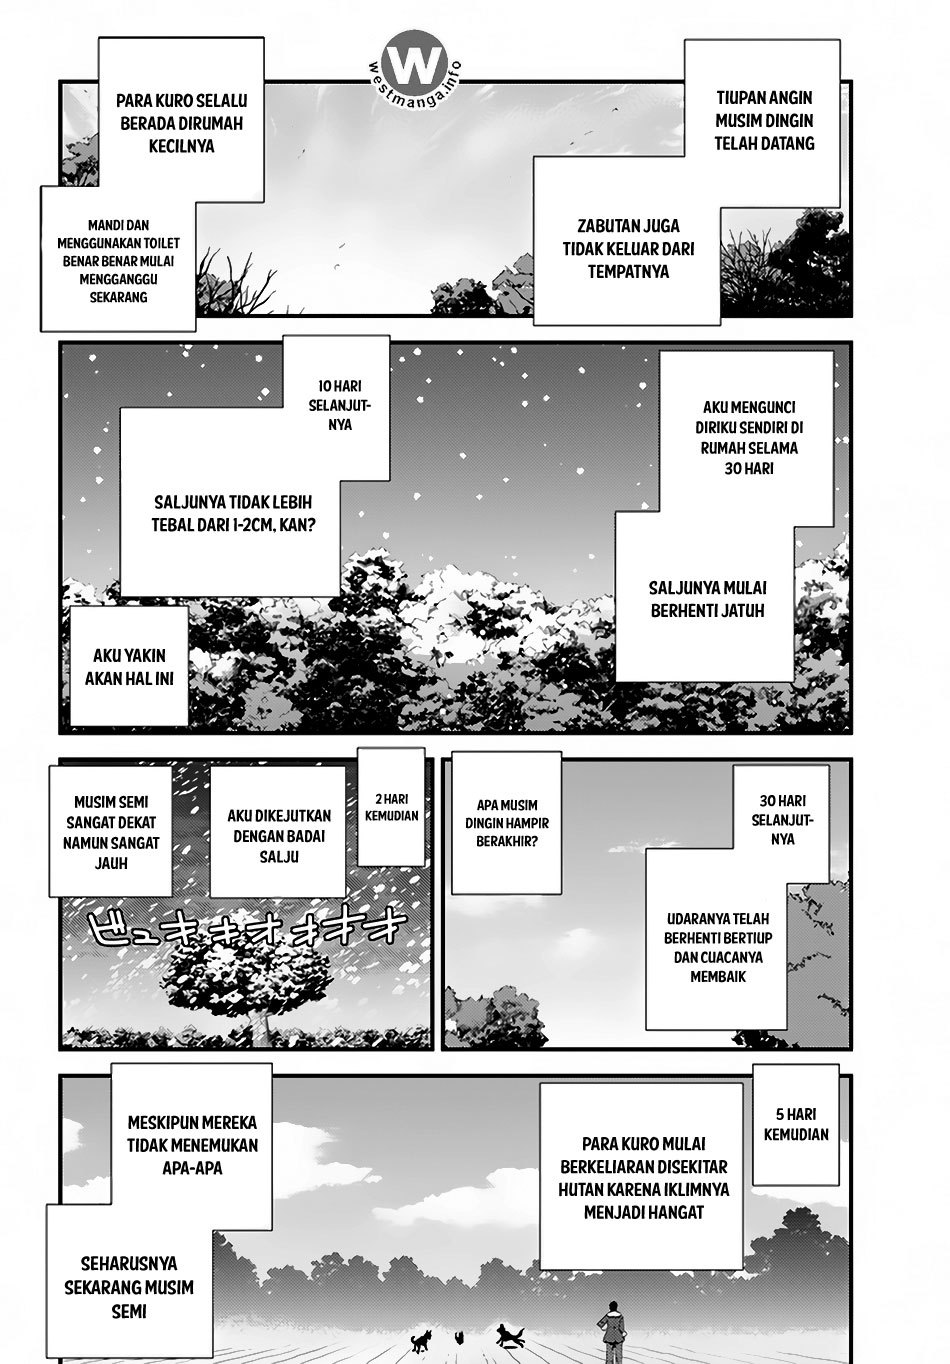 W
westmanga.info
TIUPAN ANGIN
MUSIM DINGIN
TELAH DATANG
ZABUTAN JUGA
TIDAK KELUAR DARI
TEMPATNYA
PARA KURO SELALU
BERADA DIRUMAH
KECILNYA
MANDI DAN
MENGGUNAKAN TOILET
BENAR BENAR MULAI
MENGGANGGU
SEKARANG
AKU MENGUNCI
DIRIKU SENDIRI DI
RUMAH SELAMA
30 HARI
SALJUNYA MULAI
BERHENTI JATUH
10 HARI
SELANJUT-
NYA
SALJUNYA TIDAK LEBIH
TEBAL DARI 1-2CM, KAN?
AKU YAKIN
AKAN HAL INI
30 HARI
SELANJUT-
NYA
UDARANYA TELAH
BERHENTI BERTIUP
DAN CUACANYA
MEMBAIK
APA MUSIM
DINGIN HAMPIR
BERAKHIR?
2 HARI
KEMUDIAN
AKU DIKEJUTKAN
DENGAN BADAI
SALJU
MUSIM SEMI
SANGAT DEKAT
NAMUN SANGAT
JAUH
ビュキキオオオオ
5 HARI
KEMUDIAN
PARA KURO MULAI
BERKELIARAN DISEKITAR
HUTAN KARENA IKLIMNYA
MENJADI HANGAT
MESKIPUN MEREKA
TIDAK MENEMUKAN
APA-APA
SEHARUSNYA
SEKARANG MUSIM
SEMI